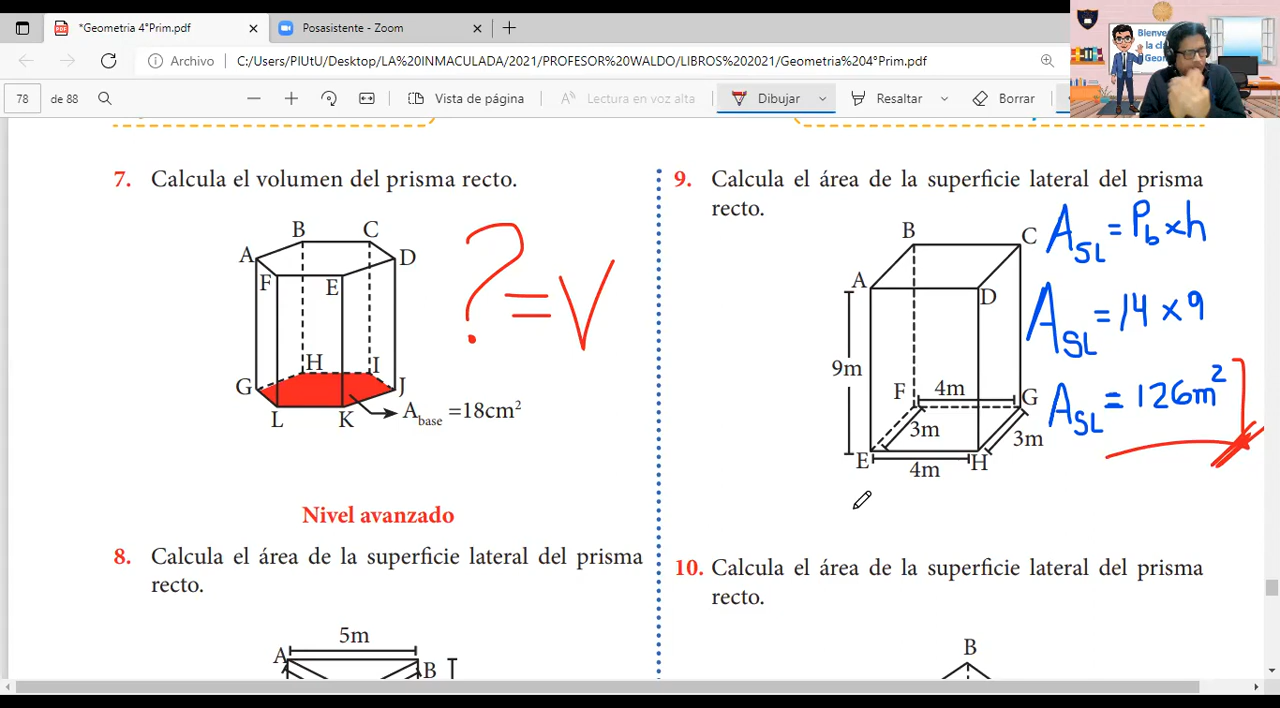 *Geometria 4°Prim.pdf
Posasistente - Zoom
Archivo
C:/Users/PIUtU/Desktop/LA%20INMACULADA/2021/PROFESOR%20WALDO/LIBROS%202021/Geometria%204°Prim.pdf
78 de 88
Vista de página
Lectura en voz alta
Dibujar
Resaltar
Borrar
Bienve
la cl
Geom
7. Calcula el volumen del prisma recto.
B C
A D
F E
H I
G J
L K
A base =18cm²
? = V
Nivel avanzado
8. Calcula el área de la superficie lateral del prisma
recto.
5m
A B
9. Calcula el área de la superficie lateral del prisma
recto.
B C
A D
9m
F 4m G
3m 3m
E H
4m
A SL = P b x h
A SL = 14 x 9
A SL = 126m²
10. Calcula el área de la superficie lateral del prisma
recto.
B